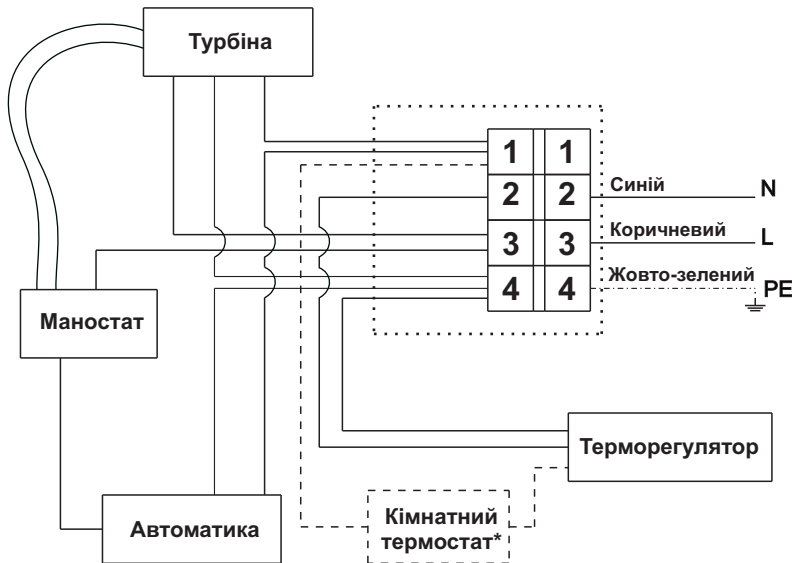 Турбіна
1 1
2 2
Синій N
3 3
Коричневий L
4 4
Жовто-зелений PE
Маностат
Терморегулятор
Автоматика
Кімнатний
термостат*